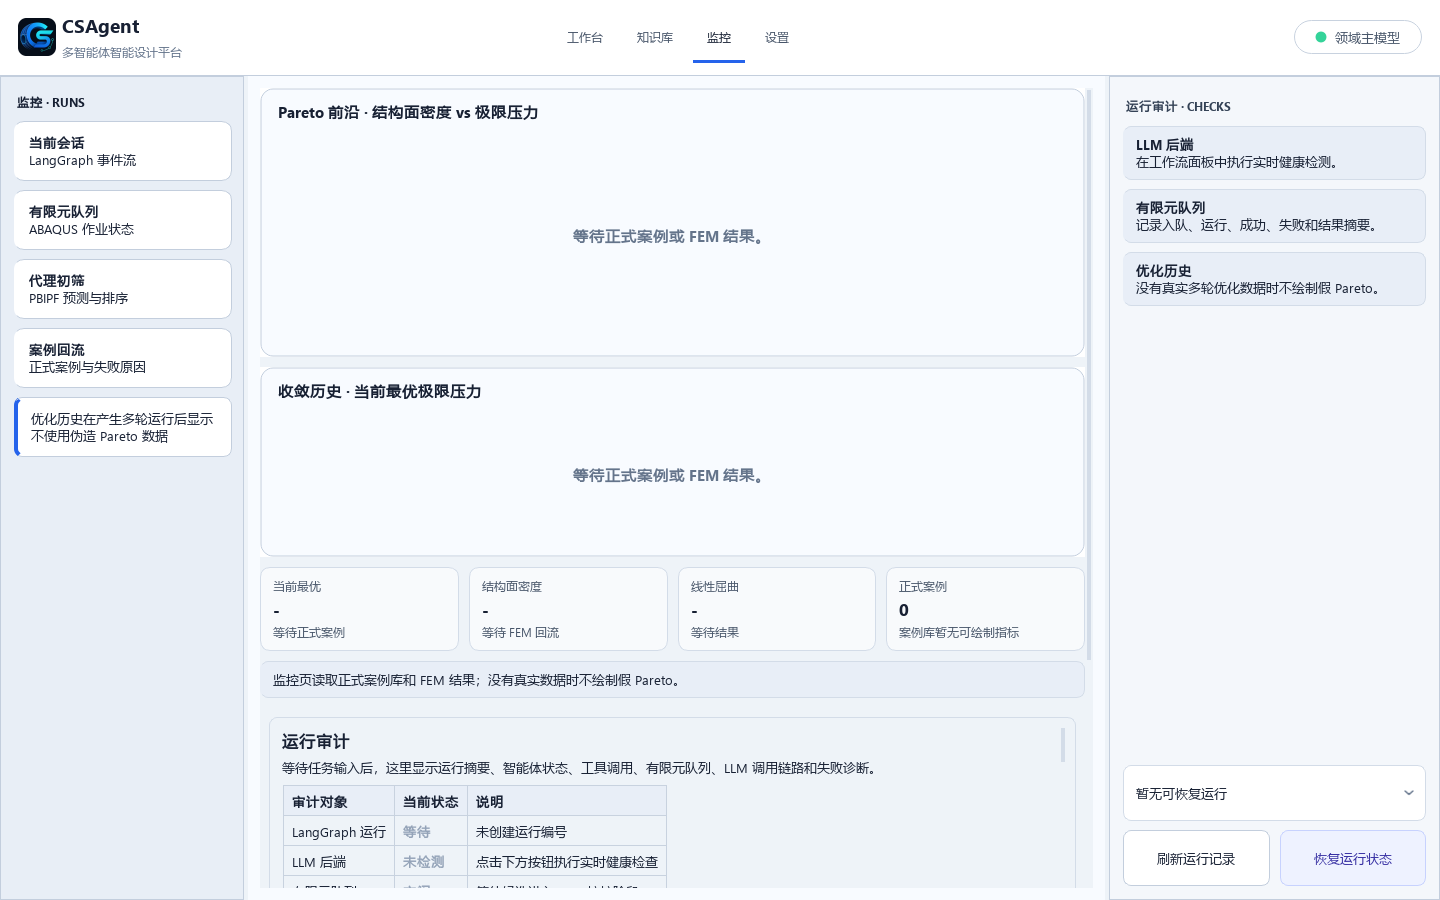 CSAgent
多智能体智能设计平台
工作台
知识库
监控
设置
领域主模型
监控 · RUNS
当前会话
LangGraph 事件流
有限元队列
ABAQUS 作业状态
代理初筛
PBIPF 预测与排序
案例回流
正式案例与失败原因
优化历史在产生多轮运行后显示
不使用伪造 Pareto 数据
Pareto 前沿 · 结构面密度 vs 极限压力
等待正式案例或 FEM 结果。
收敛历史 · 当前最优极限压力
等待正式案例或 FEM 结果。
当前最优
-
等待正式案例
结构面密度
-
等待 FEM 回流
线性屈曲
-
等待结果
正式案例
0
案例库暂无可绘制指标
监控页读取正式案例库和 FEM 结果；没有真实数据时不绘制假 Pareto。
运行审计
等待任务输入后，这里显示运行摘要、智能体状态、工具调用、有限元队列、LLM 调用链路和失败诊断。
审计对象 当前状态 说明
LangGraph 运行 等待 未创建运行编号
LLM 后端 未检测 点击下方按钮执行实时健康检查
运行审计 · CHECKS
LLM 后端
在工作流面板中执行实时健康检测。
有限元队列
记录入队、运行、成功、失败和结果摘要。
优化历史
没有真实多轮优化数据时不绘制假 Pareto。
暂无可恢复运行
刷新运行记录
恢复运行状态